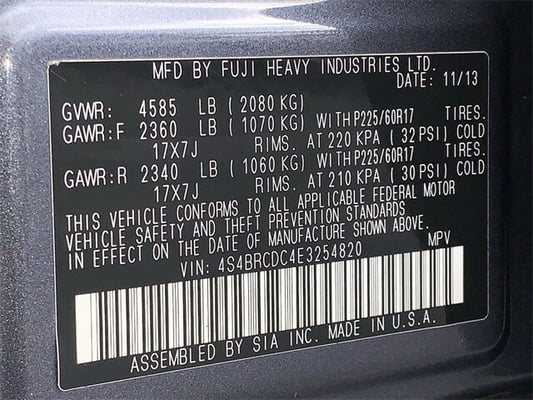 MFD BY FUJI HEAVY INDUSTRIES LTD.
DATE: 11/13
GVWR: 4585 LB (2080 KG)
GAWR:F 2360 LB (1070 KG) WITH P225/60R17 TIRES.
17X7J RIMS. AT 220 KPA (32 PSI) COLD
GAWR:R 2340 LB (1060 KG) WITH P225/60R17 TIRES.
17X7J RIMS. AT 210 KPA (30 PSI) COLD
THIS VEHICLE CONFORMS TO ALL APPLICABLE FEDERAL MOTOR
VEHICLE SAFETY AND THEFT PREVENTION STANDARDS
IN EFFECT ON THE DATE OF MANUFACTURE SHOWN ABOVE.
VIN: 4S4BRCDC4E3254820 MPV
ASSEMBLED BY SIA INC. MADE IN U.S.A.